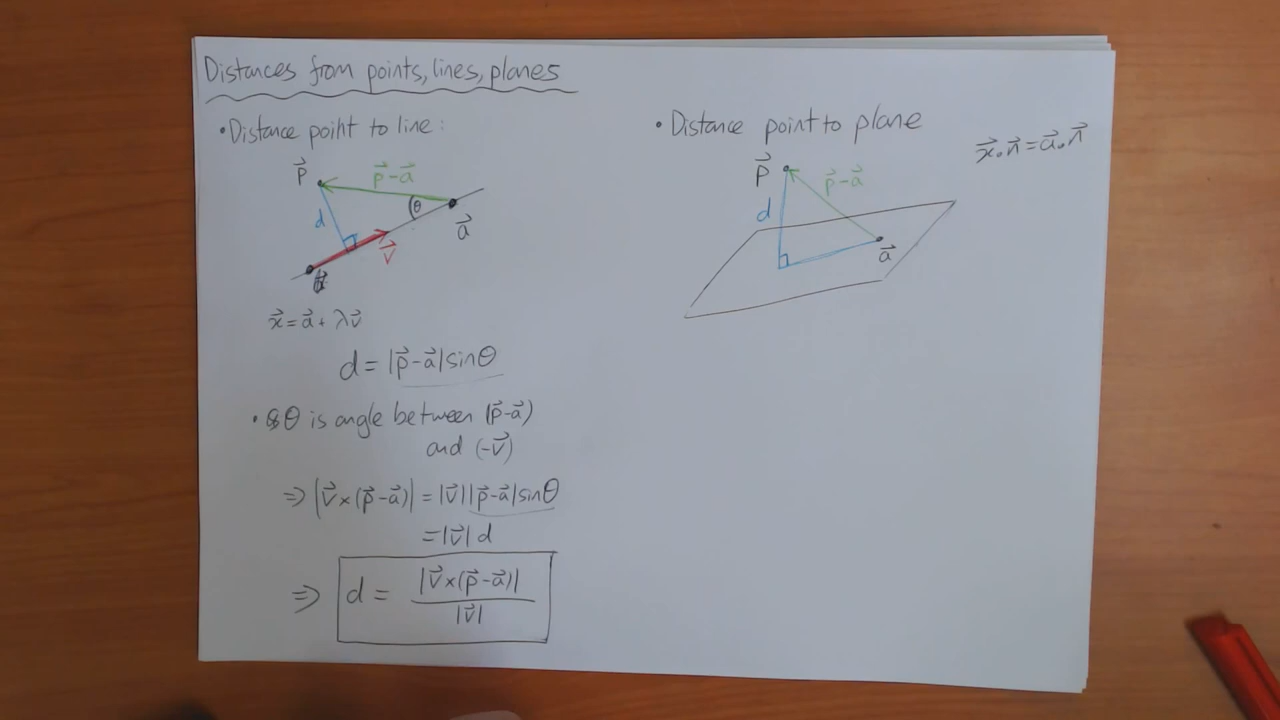 Distances from points, lines, planes
• Distance point to line:
p⃗
p⃗-a⃗
θ
d
a⃗
v⃗
x⃗ = a⃗ + λv⃗
d = |p⃗-a⃗|sinθ
• θ is angle between (p⃗-a⃗)
and (-v⃗)
⇒ |v⃗×(p⃗-a⃗)| = |v⃗||p⃗-a⃗|sinθ
= |v⃗| d
⇒ d = |v⃗×(p⃗-a⃗)| / |v⃗|
• Distance point to plane
x⃗•n⃗ = a⃗•n⃗
p⃗
p⃗-a⃗
d
a⃗